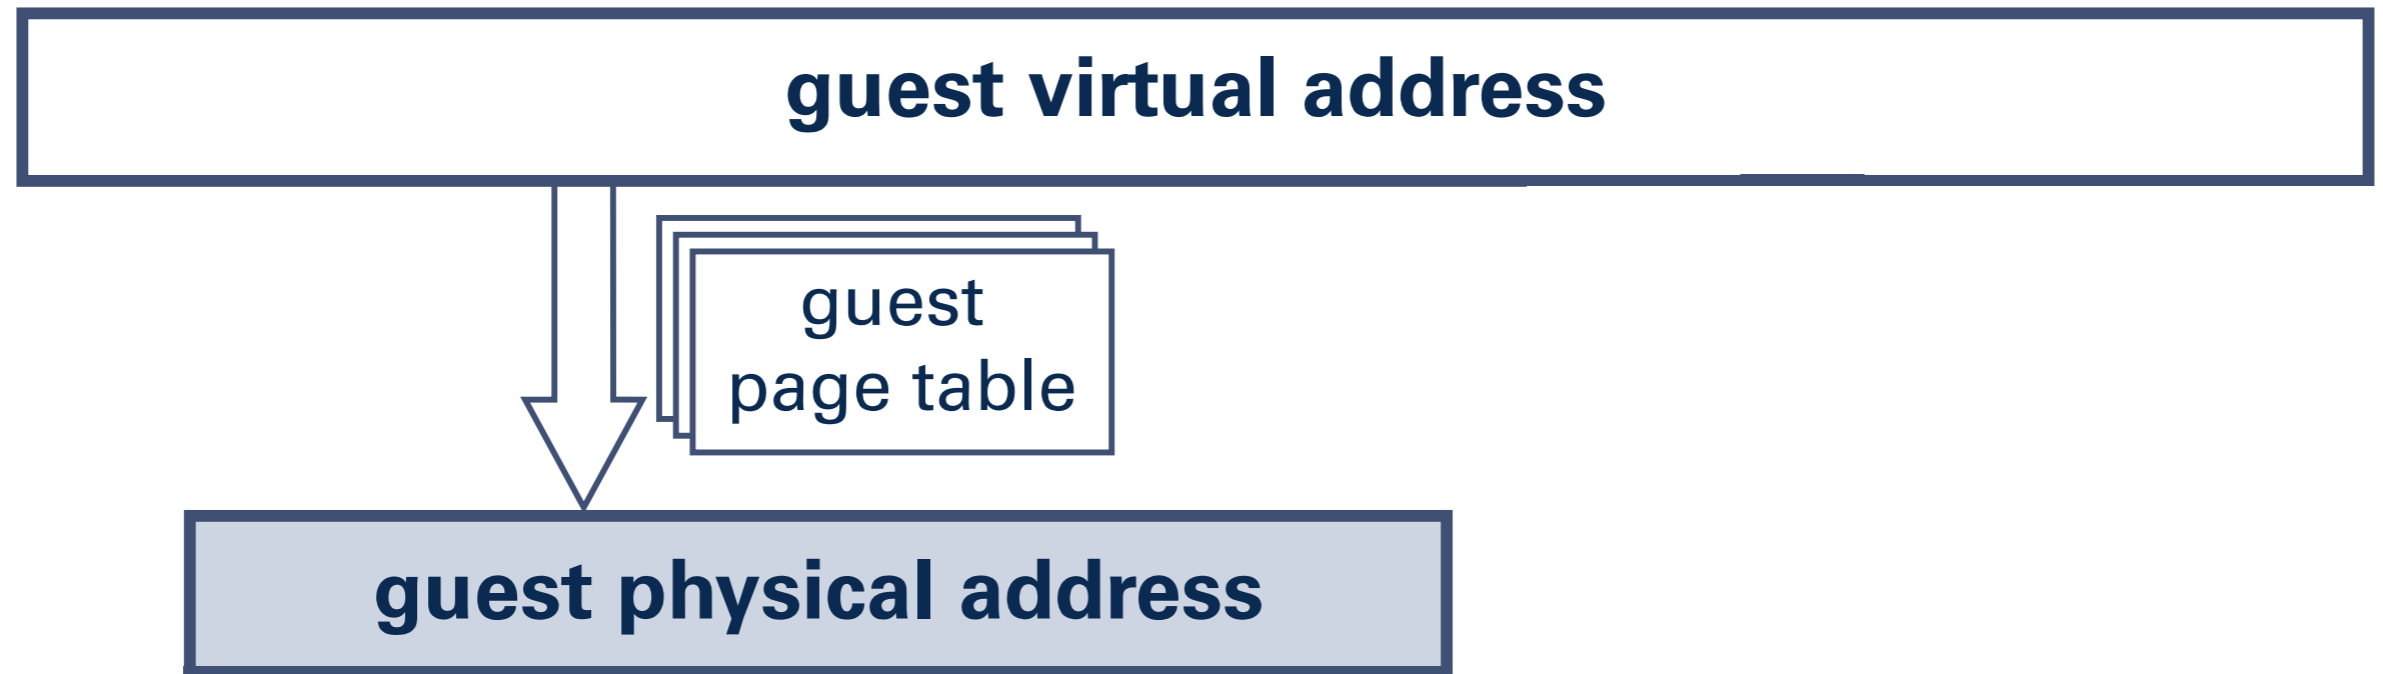 guest virtual address
guest
page table
guest physical address